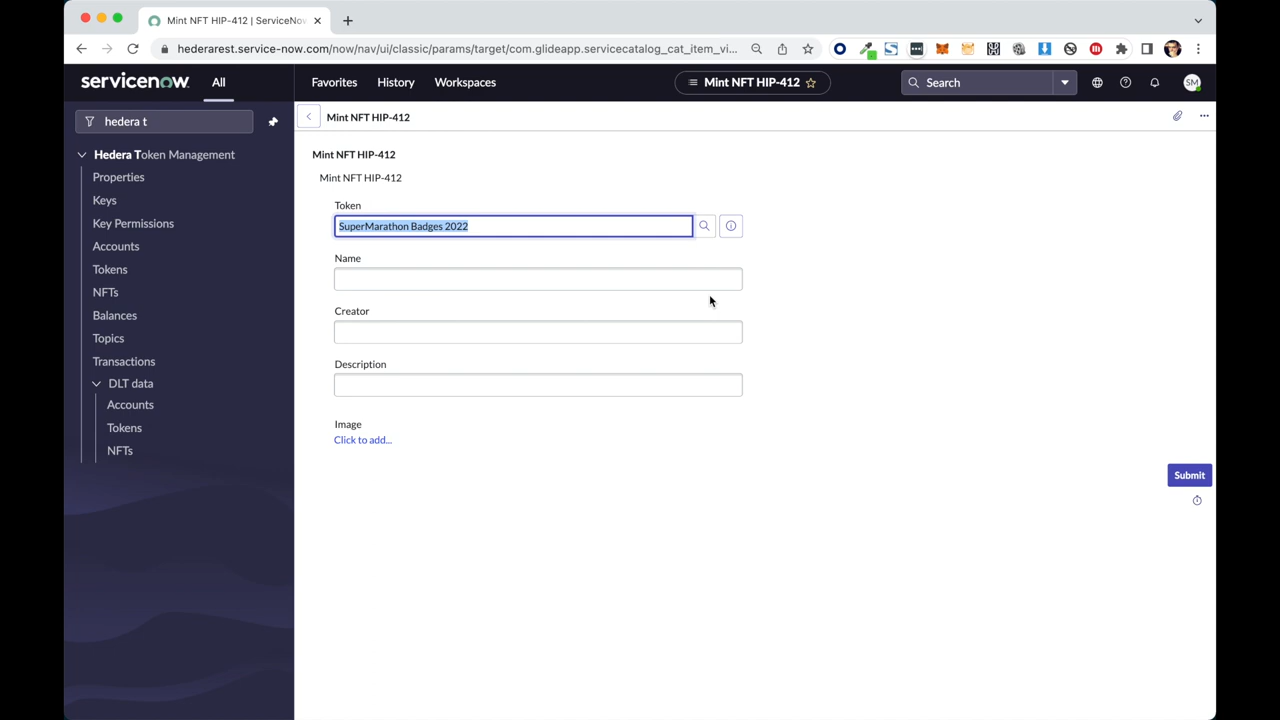 Mint NFT HIP-412 | ServiceNow
hederarest.service-now.com/now/nav/ui/classic/params/target/com.glideapp.servicecatalog_cat_item_vi...
servicenow
All
Favorites
History
Workspaces
Mint NFT HIP-412
Search
SM
hedera t
Mint NFT HIP-412
Hedera Token Management
Properties
Keys
Key Permissions
Accounts
Tokens
NFTs
Balances
Topics
Transactions
DLT data
Accounts
Tokens
NFTs
Mint NFT HIP-412
Mint NFT HIP-412
Token
SuperMarathon Badges 2022
Name
Creator
Description
Image
Click to add...
Submit